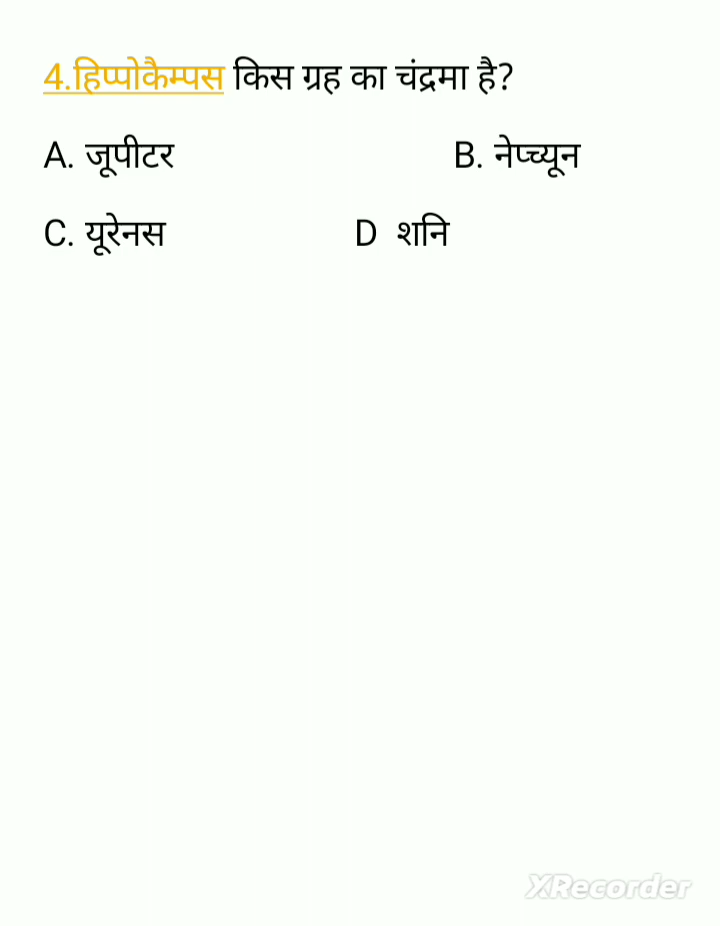 4.हिप्पोकैम्पस किस ग्रह का चंद्रमा है?
A. जूपीटर B. नेप्च्यून
C. यूरेनस D शनि
XRecorder